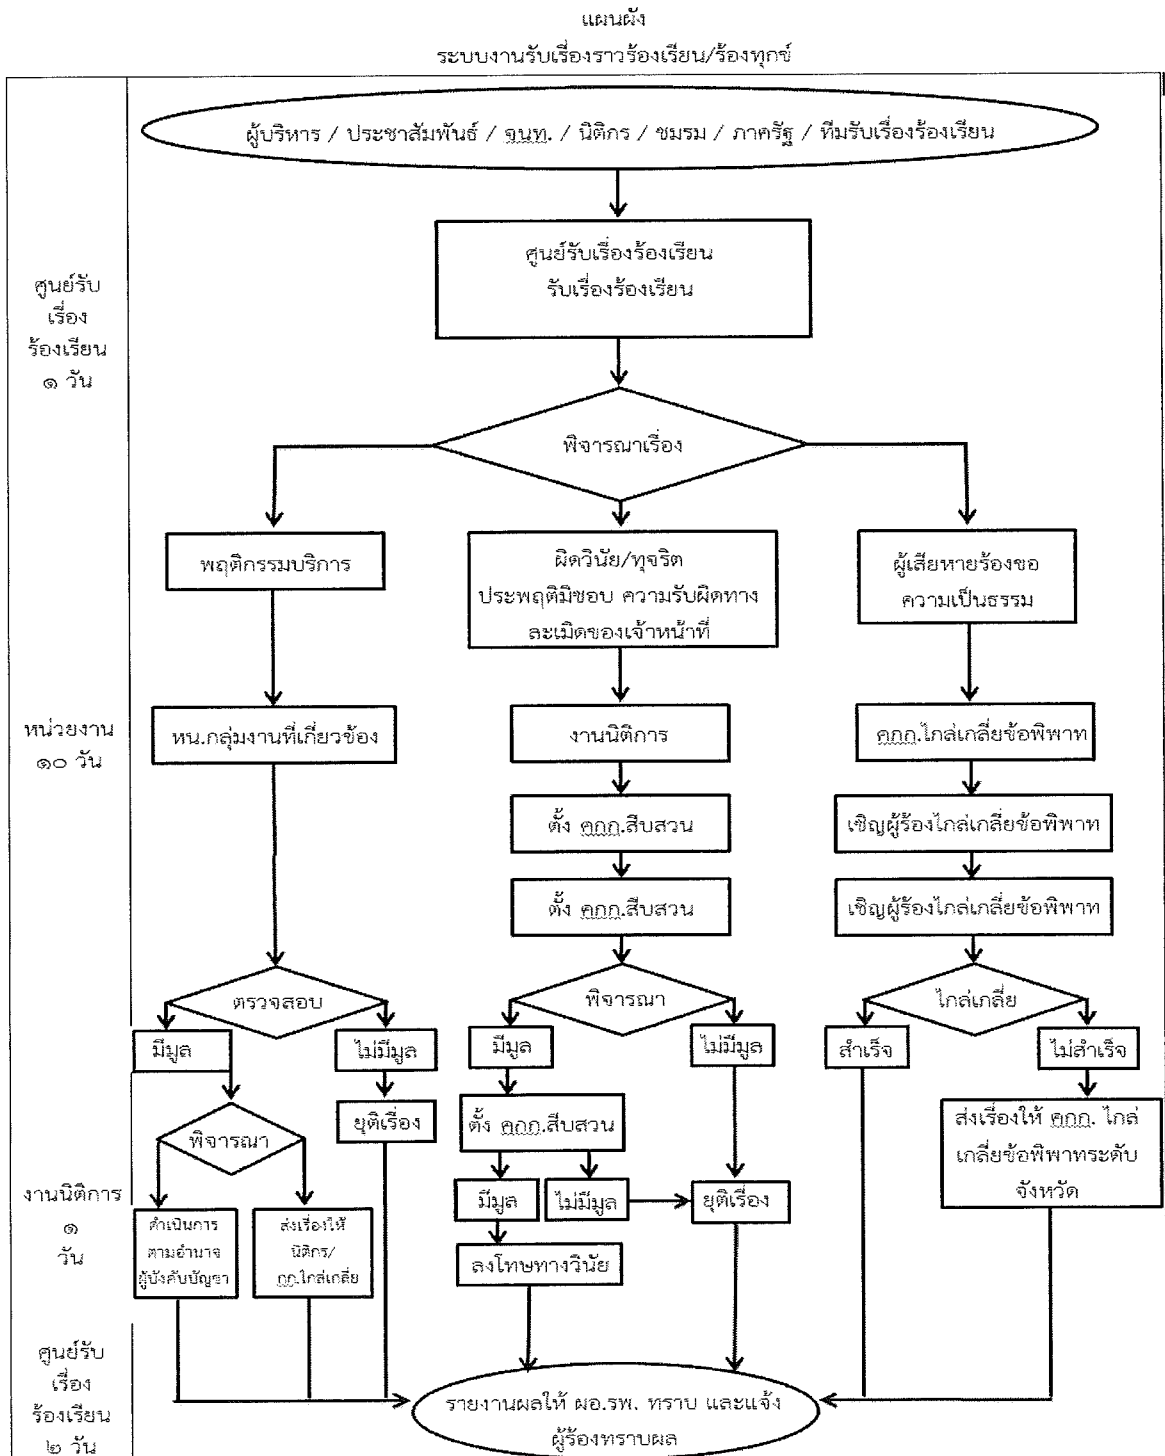 แผนผัง
ระบบงานรับเรื่องราวร้องเรียน/ร้องทุกข์
ผู้บริหาร / ประชาสัมพันธ์ / จนท. / นิติกร / ชมรม / ภาครัฐ / ทีมรับเรื่องร้องเรียน
ศูนย์รับเรื่องร้องเรียน
รับเรื่องร้องเรียน
ศูนย์รับ
เรื่อง
ร้องเรียน
๑ วัน
พิจารณาเรื่อง
พฤติกรรมบริการ
ผิดวินัย/ทุจริต
ประพฤติมิชอบ ความรับผิดทาง
ละเมิดของเจ้าหน้าที่
ผู้เสียหายร้องขอ
ความเป็นธรรม
หน่วยงาน
๑๐ วัน
หน.กลุ่มงานที่เกี่ยวข้อง
งานนิติการ
คกก.ไกล่เกลี่ยข้อพิพาท
ตั้ง คกก.สืบสวน
เชิญผู้ร้องไกล่เกลี่ยข้อพิพาท
ตั้ง คกก.สืบสวน
เชิญผู้ร้องไกล่เกลี่ยข้อพิพาท
ตรวจสอบ
พิจารณา
ไกล่เกลี่ย
มีมูล
ไม่มีมูล
มีมูล
ไม่มีมูล
สำเร็จ
ไม่สำเร็จ
พิจารณา
ยุติเรื่อง
ตั้ง คกก.สืบสวน
ส่งเรื่องให้ คกก. ไกล่
เกลี่ยข้อพิพาทระดับ
จังหวัด
มีมูล
ไม่มีมูล
ยุติเรื่อง
งานนิติการ
๑
วัน
ดำเนินการ
ตามอำนาจ
ผู้บังคับบัญชา
ส่งเรื่องให้
นิติกร/
กก.ไกล่เกลี่ย
ลงโทษทางวินัย
ศูนย์รับ
เรื่อง
ร้องเรียน
๒ วัน
รายงานผลให้ ผอ.รพ. ทราบ และแจ้ง
ผู้ร้องทราบผล